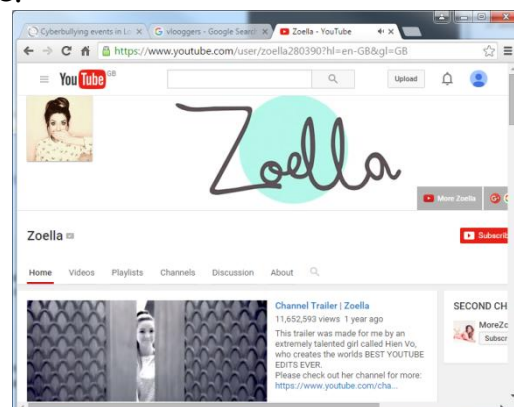 Cyberbullying events in L
vlooggers - Google Search
Zoella - YouTube
https://www.youtube.com/user/zoella280390?hl=en-GB&gl=GB
YouTube GB
Upload
Zoella
More Zoella
Zoella
Subscrib
Home Videos Playlists Channels Discussion About
Channel Trailer | Zoella
11,652,593 views 1 year ago
This trailer was made for me by an
extremely talented girl called Hien Vo,
who creates the worlds BEST YOUTUBE
EDITS EVER.
Please check out her channel for more:
https://www.youtube.com/cha...
SECOND CH
MoreZo
Subscr